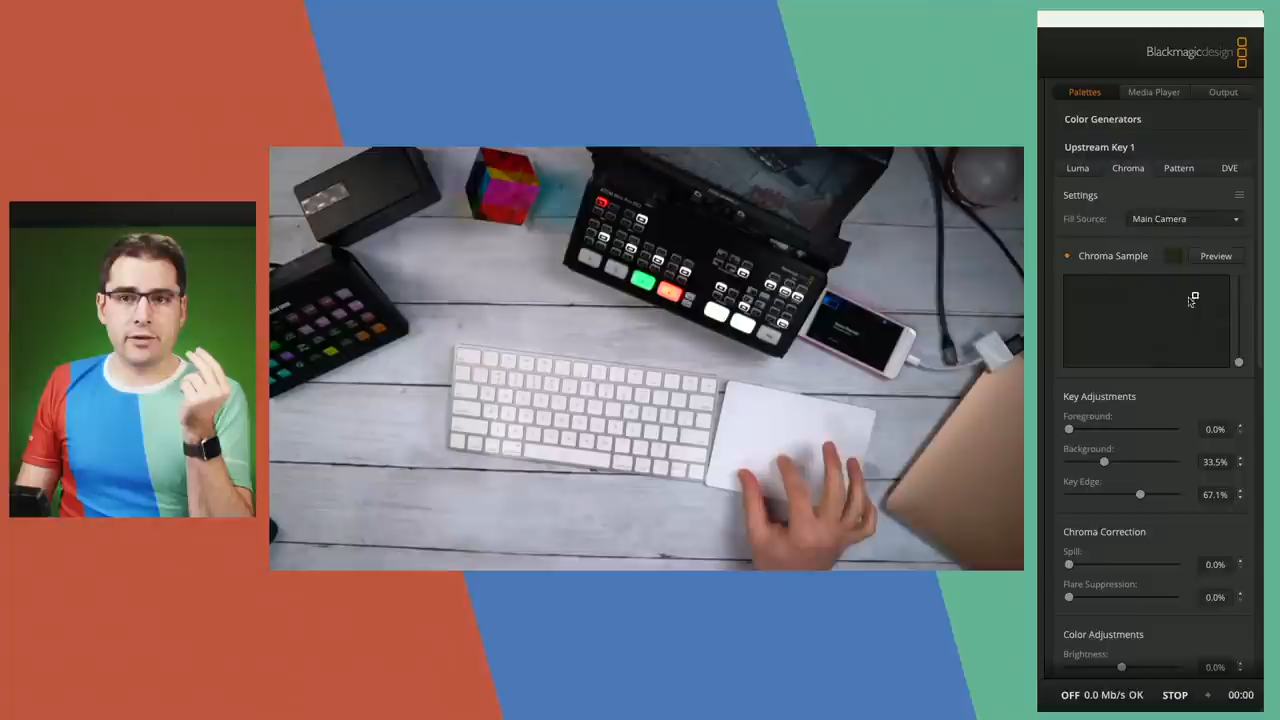 Blackmagicdesign
Palettes Media Player Output
Color Generators
Upstream Key 1
Luma Chroma Pattern DVE
Settings
Fill Source: Main Camera
Chroma Sample Preview
Key Adjustments
Foreground:
0.0%
Background:
33.5%
Key Edge:
67.1%
Chroma Correction
Spill:
0.0%
Flare Suppression:
0.0%
Color Adjustments
Brightness:
0.0%
OFF 0.0 Mb/s OK STOP 00:00